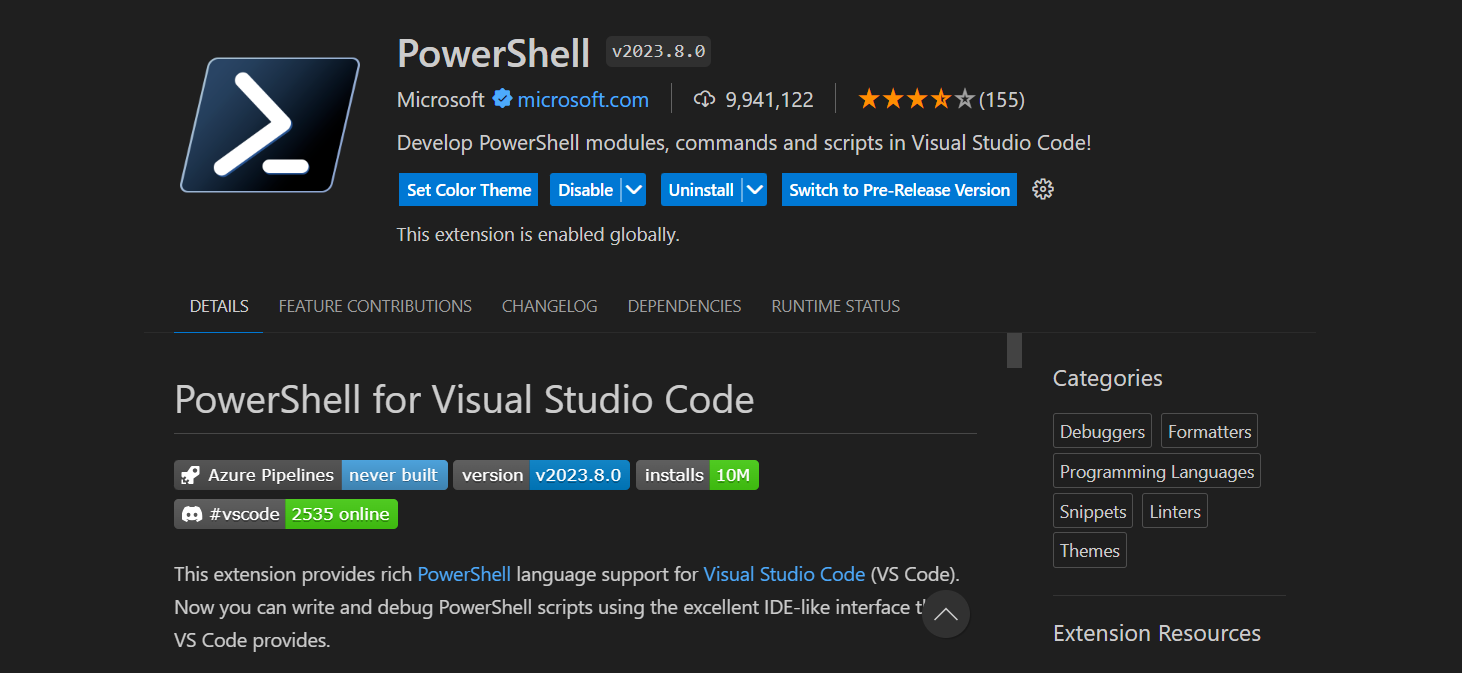 PowerShell v2023.8.0
Microsoft microsoft.com 9,941,122 (155)
Develop PowerShell modules, commands and scripts in Visual Studio Code!
Set Color Theme Disable Uninstall Switch to Pre-Release Version
This extension is enabled globally.
DETAILS FEATURE CONTRIBUTIONS CHANGELOG DEPENDENCIES RUNTIME STATUS
PowerShell for Visual Studio Code
Azure Pipelines never built version v2023.8.0 installs 10M
#vscode 2535 online
This extension provides rich PowerShell language support for Visual Studio Code (VS Code).
Now you can write and debug PowerShell scripts using the excellent IDE-like interface
VS Code provides.
Categories
Debuggers Formatters
Programming Languages
Snippets Linters
Themes
Extension Resources